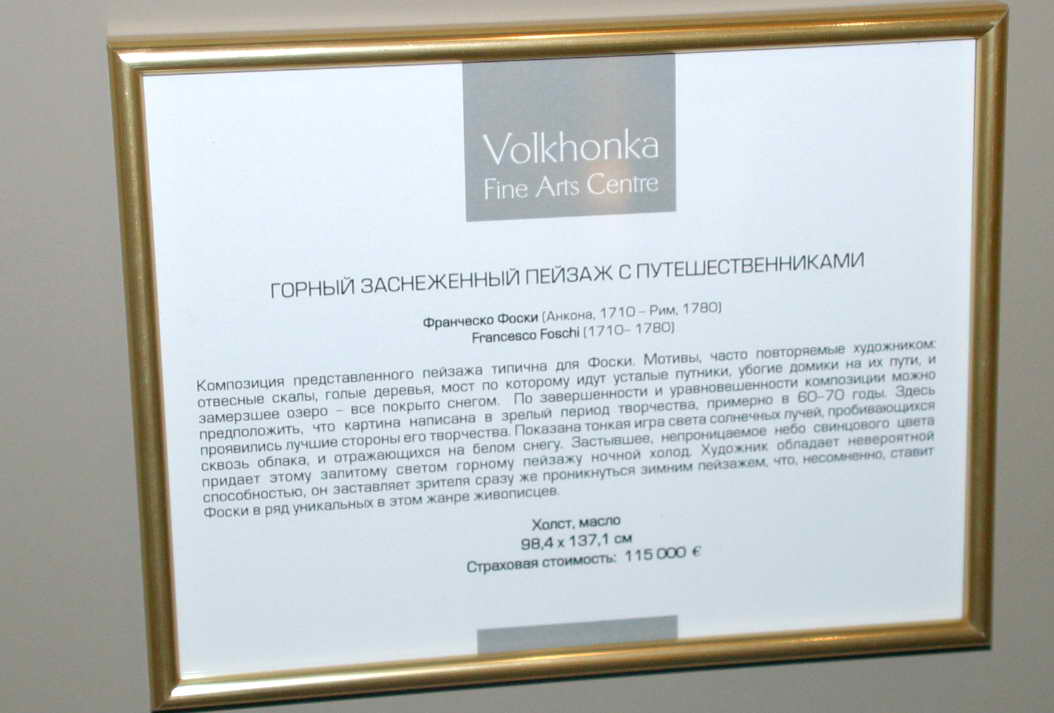 Volkhonka
Fine Arts Centre
ГОРНЫЙ ЗАСНЕЖЕННЫЙ ПЕЙЗАЖ С ПУТЕШЕСТВЕННИКАМИ
Франческо Фоски (Анкона, 1710 – Рим, 1780)
Francesco Foschi (1710– 1780)
Композиция представленного пейзажа типична для Фоски. Мотивы, часто повторяемые художником:
отвесные скалы, голые деревья, мост по которому идут усталые путники, убогие домики на их пути, и
замерзшее озеро – все покрыто снегом. По завершенности и уравновешенности композиции можно
предположить, что картина написана в зрелый период творчества, примерно в 60–70 годы. Здесь
проявились лучшие стороны его творчества. Показана тонкая игра света солнечных лучей, пробивающихся
сквозь облака, и отражающихся на белом снегу. Застывшее, непроницаемое небо свинцового цвета
придает этому залитому светом горному пейзажу ночной холод. Художник обладает невероятной
способностью, он заставляет зрителя сразу же проникнуться зимним пейзажем, что, несомненно, ставит
Фоски в ряд уникальных в этом жанре живописцев.
Холст, масло
98,4 х 137,1 см
Страховая стоимость: 115 000 €